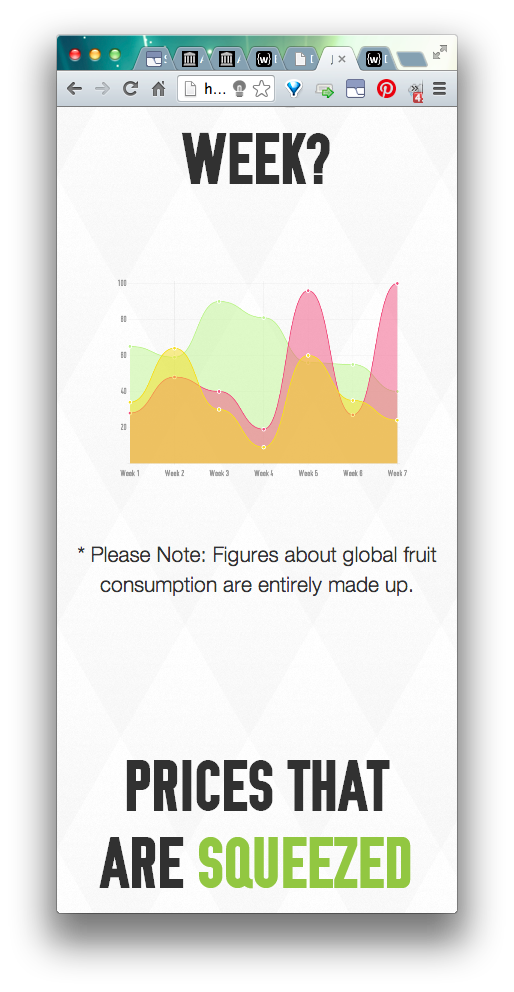 h...
WEEK?
100
80
60
40
20
Week 1 Week 2 Week 3 Week 4 Week 5 Week 6 Week 7
* Please Note: Figures about global fruit
consumption are entirely made up.
PRICES THAT
ARE SQUEEZED